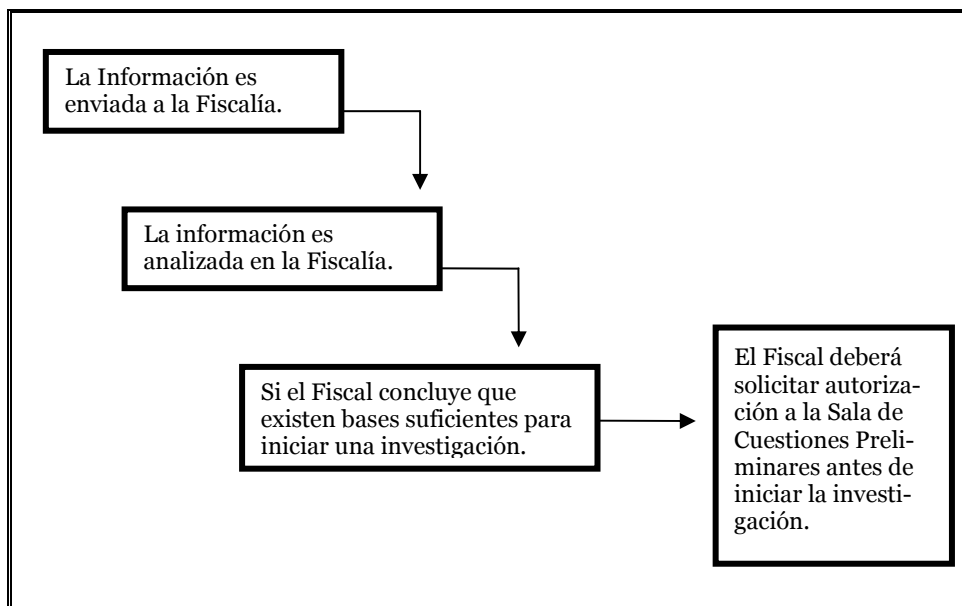 La Información es
enviada a la Fiscalía.
La información es
analizada en la Fiscalía.
Si el Fiscal concluye que
existen bases suficientes para
iniciar una investigación.
El Fiscal deberá
solicitar autoriza-
ción a la Sala de
Cuestiones Preli-
minares antes de
iniciar la investi-
gación.